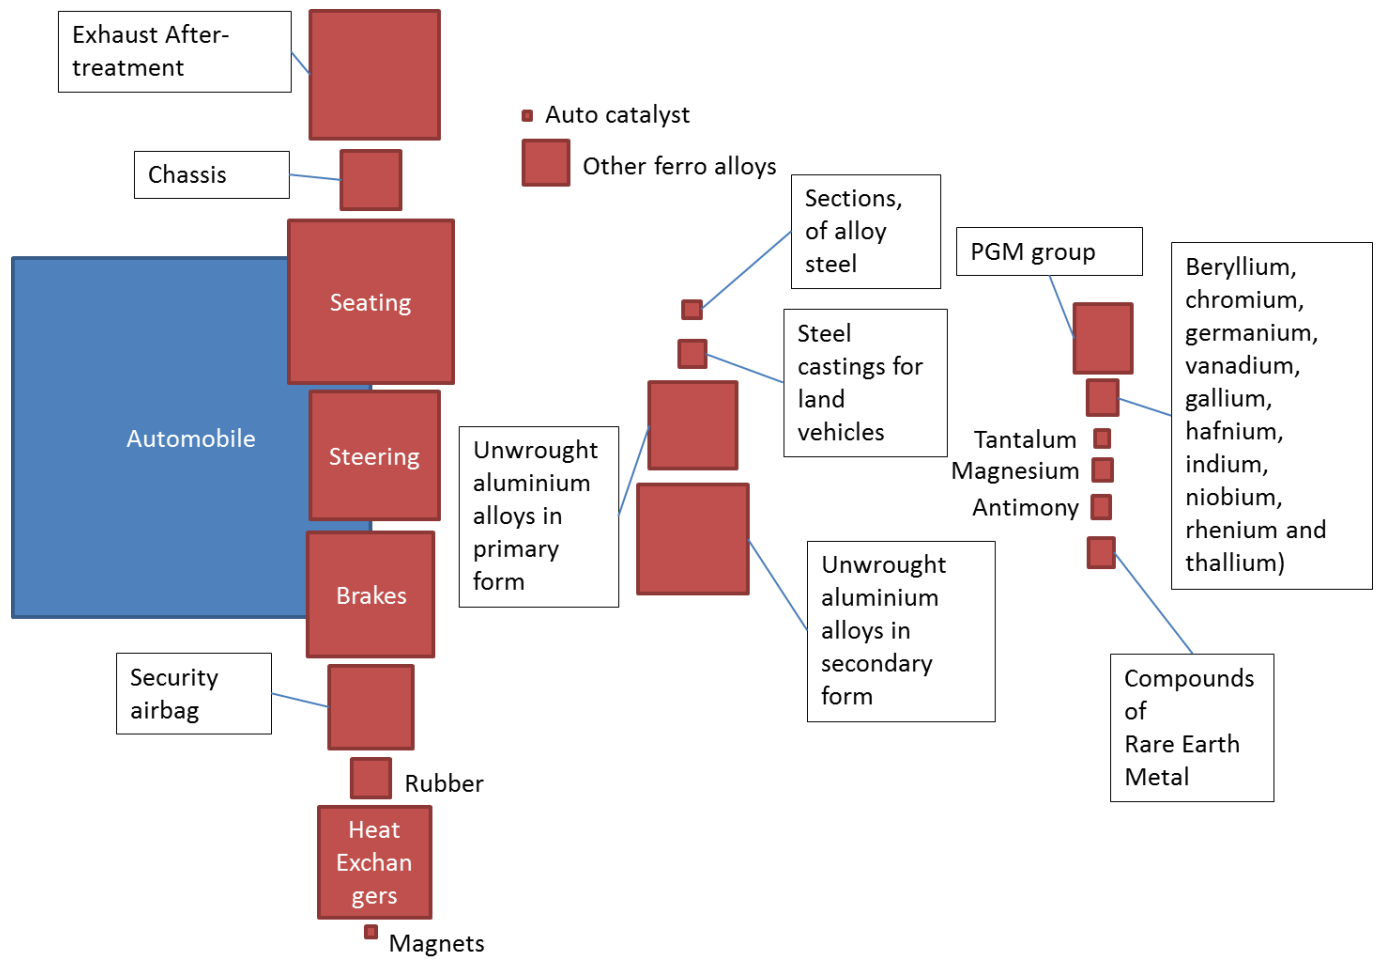 Exhaust After-
treatment
Chassis
Seating
Automobile
Steering
Brakes
Security
airbag
Rubber
Heat
Exchan
gers
Magnets
Auto catalyst
Other ferro alloys
Sections,
of alloy
steel
Steel
castings for
land
vehicles
Unwrought
aluminium
alloys in
primary
form
Unwrought
aluminium
alloys in
secondary
form
PGM group
Beryllium,
chromium,
germanium,
vanadium,
gallium,
hafnium,
indium,
niobium,
rhenium and
thallium)
Tantalum
Magnesium
Antimony
Compounds
of
Rare Earth
Metal